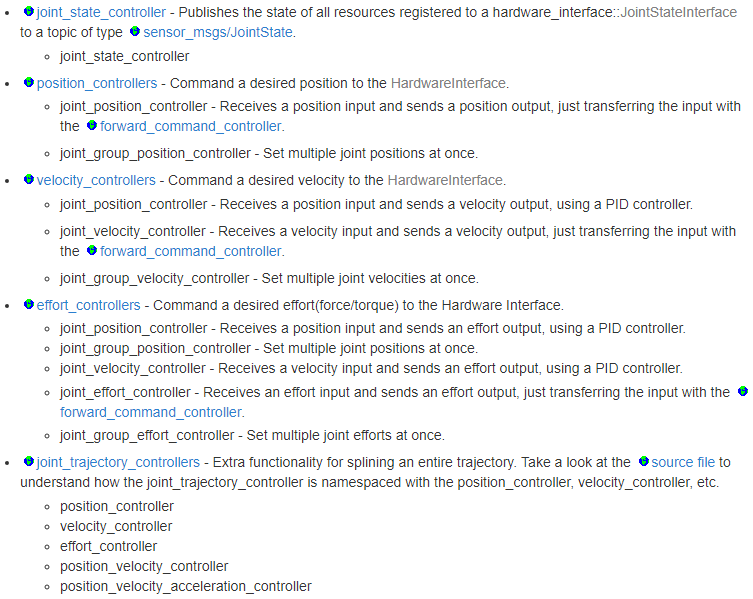 joint_state_controller - Publishes the state of all resources registered to a hardware_interface::JointStateInterface
to a topic of type sensor_msgs/JointState.
joint_state_controller
position_controllers - Command a desired position to the HardwareInterface.
joint_position_controller - Receives a position input and sends a position output, just transferring the input with
the forward_command_controller.
joint_group_position_controller - Set multiple joint positions at once.
velocity_controllers - Command a desired velocity to the HardwareInterface.
joint_position_controller - Receives a position input and sends a velocity output, using a PID controller.
joint_velocity_controller - Receives a velocity input and sends a velocity output, just transferring the input with
the forward_command_controller.
joint_group_velocity_controller - Set multiple joint velocities at once.
effort_controllers - Command a desired effort(force/torque) to the Hardware Interface.
joint_position_controller - Receives a position input and sends an effort output, using a PID controller.
joint_group_position_controller - Set multiple joint positions at once.
joint_velocity_controller - Receives a velocity input and sends an effort output, using a PID controller.
joint_effort_controller - Receives an effort input and sends an effort output, just transferring the input with the
forward_command_controller.
joint_group_effort_controller - Set multiple joint efforts at once.
joint_trajectory_controllers - Extra functionality for splining an entire trajectory. Take a look at the source file to
understand how the joint_trajectory_controller is namespaced with the position_controller, velocity_controller, etc.
position_controller
velocity_controller
effort_controller
position_velocity_controller
position_velocity_acceleration_controller